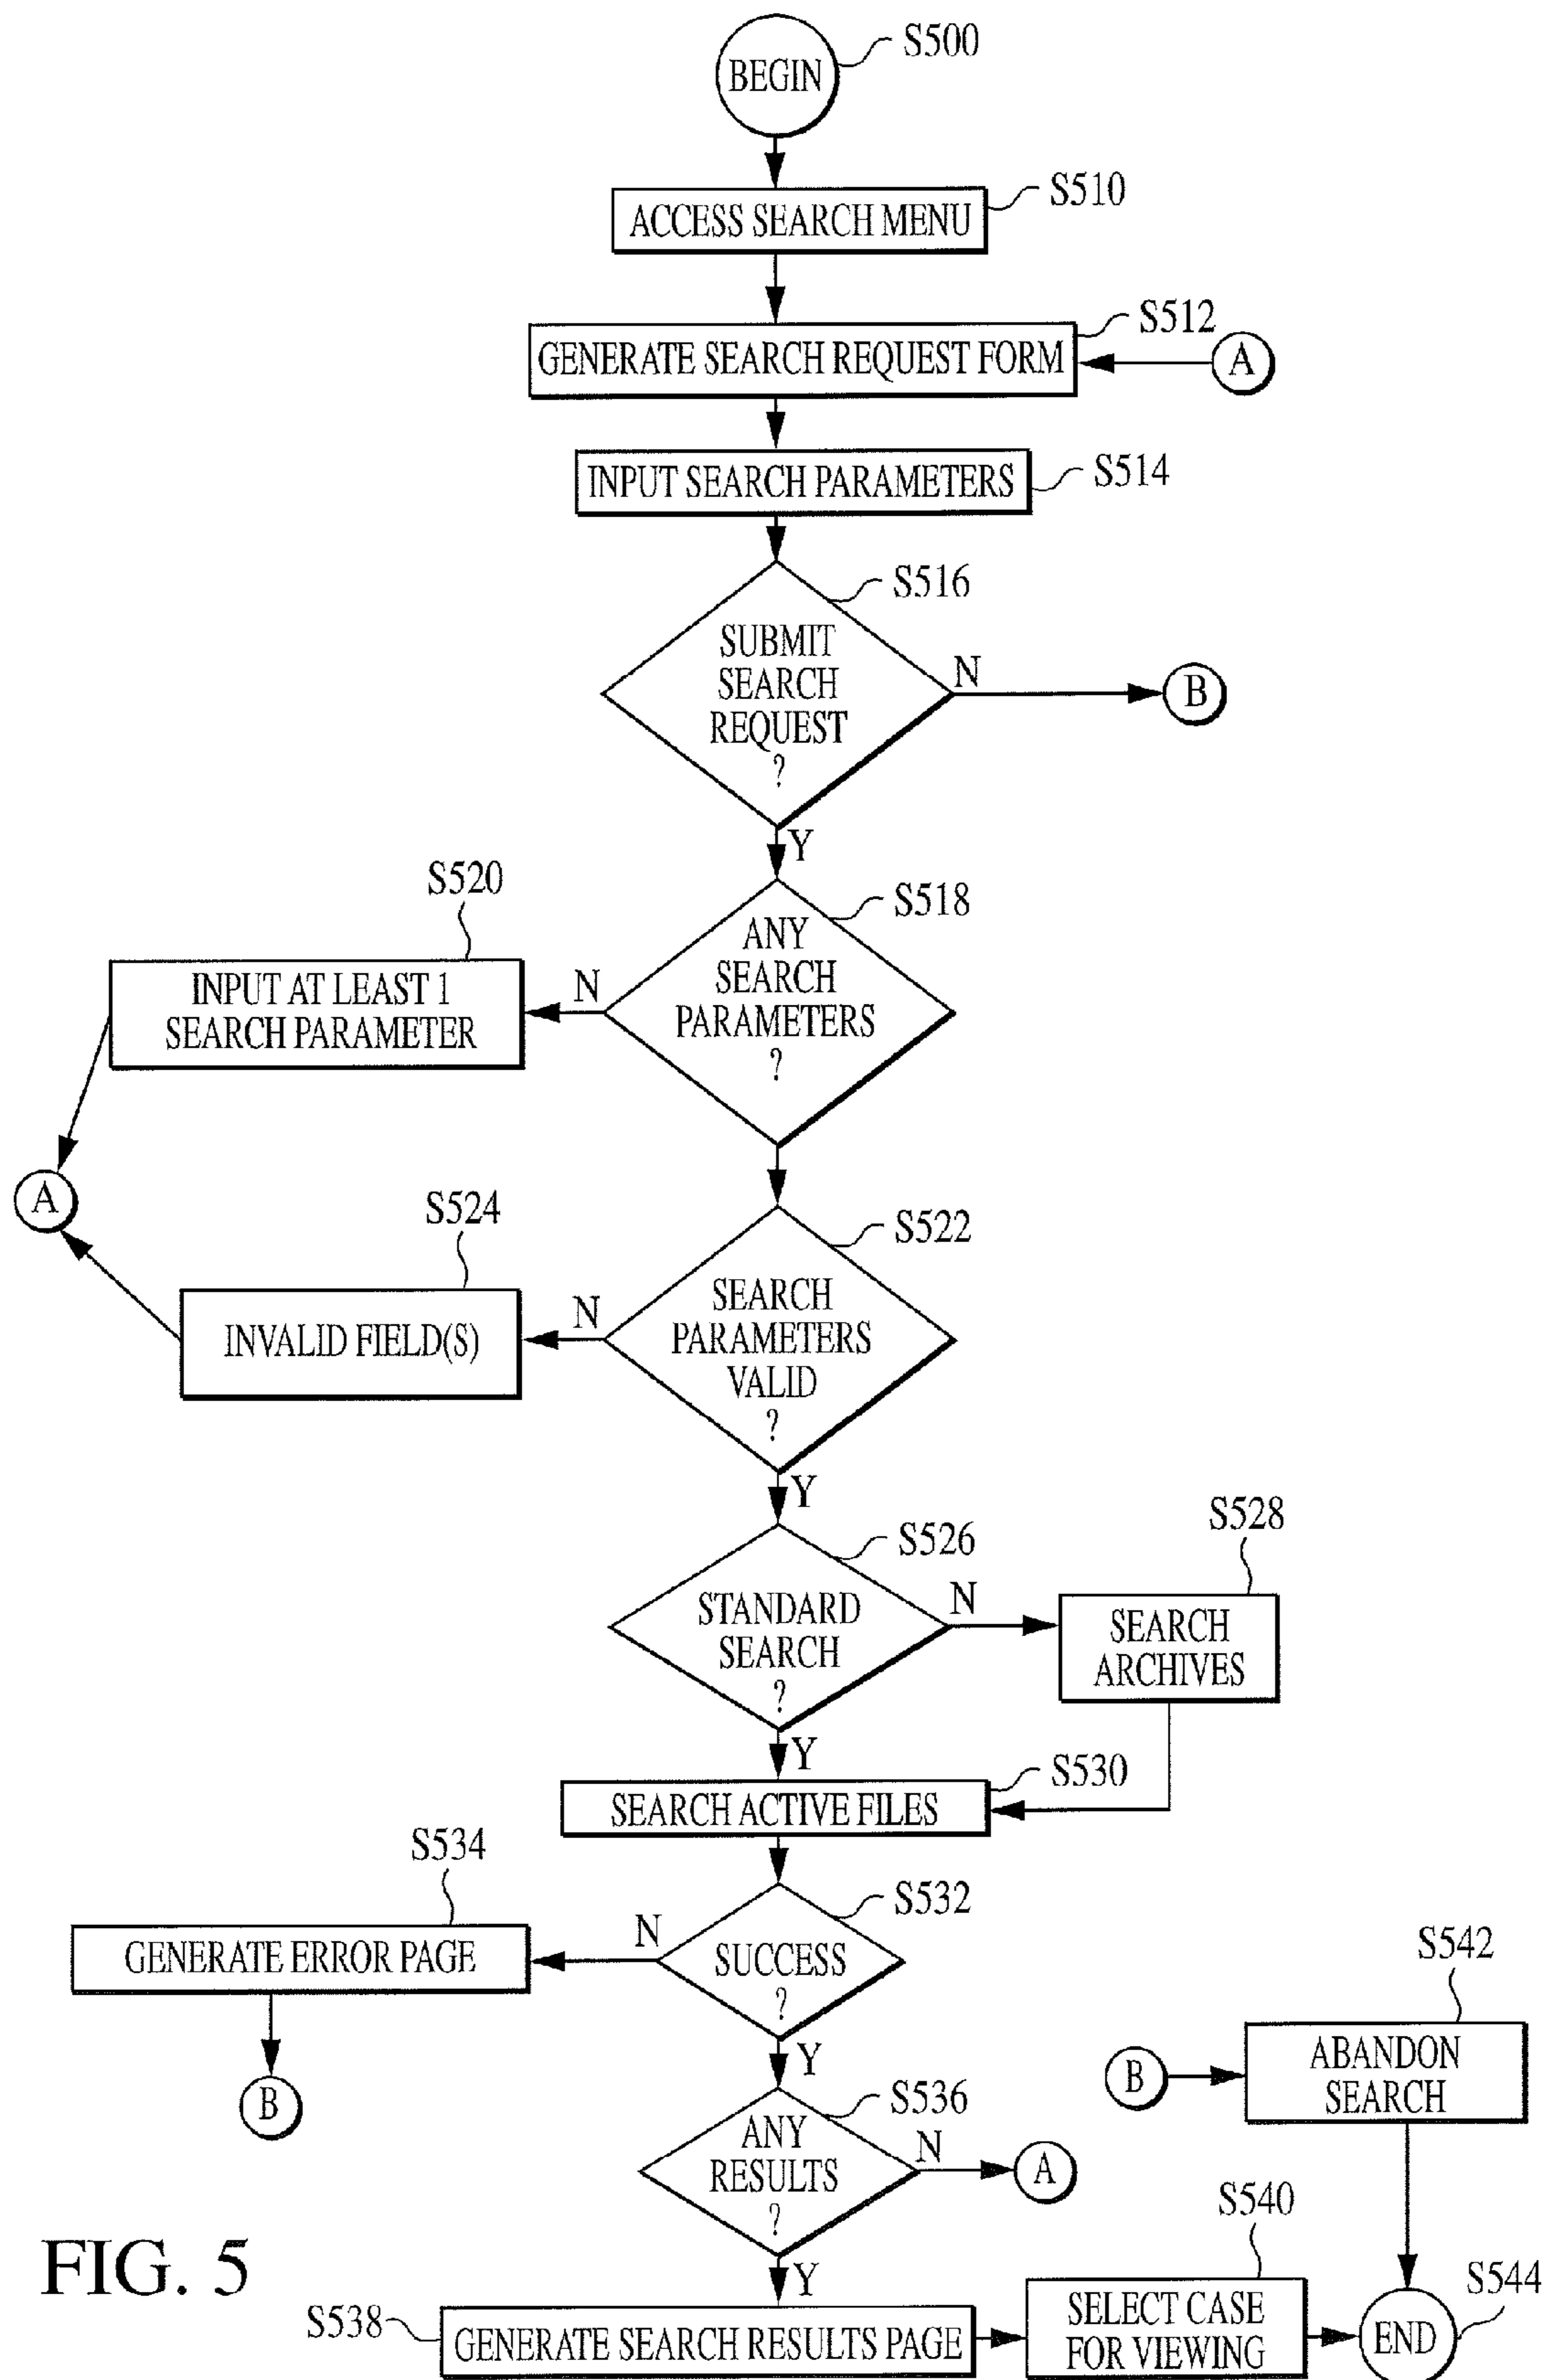 S500
BEGIN
S510
ACCESS SEARCH MENU
S512
GENERATE SEARCH REQUEST FORM
A
INPUT SEARCH PARAMETERS
S514
S516
SUBMIT
SEARCH
REQUEST
?
N
B
Y
S520
S518
INPUT AT LEAST 1
SEARCH PARAMETER
N
ANY
SEARCH
PARAMETERS
?
A
S524
S522
INVALID FIELD(S)
N
SEARCH
PARAMETERS
VALID
?
Y
S526
S528
STANDARD
SEARCH
?
N
SEARCH
ARCHIVES
Y
S530
SEARCH ACTIVE FILES
S534
S532
GENERATE ERROR PAGE
N
SUCCESS
?
S542
B
Y
B
ABANDON
SEARCH
S536
ANY
RESULTS
?
N
A
S540
FIG. 5
Y
S544
S538
GENERATE SEARCH RESULTS PAGE
SELECT CASE
FOR VIEWING
END